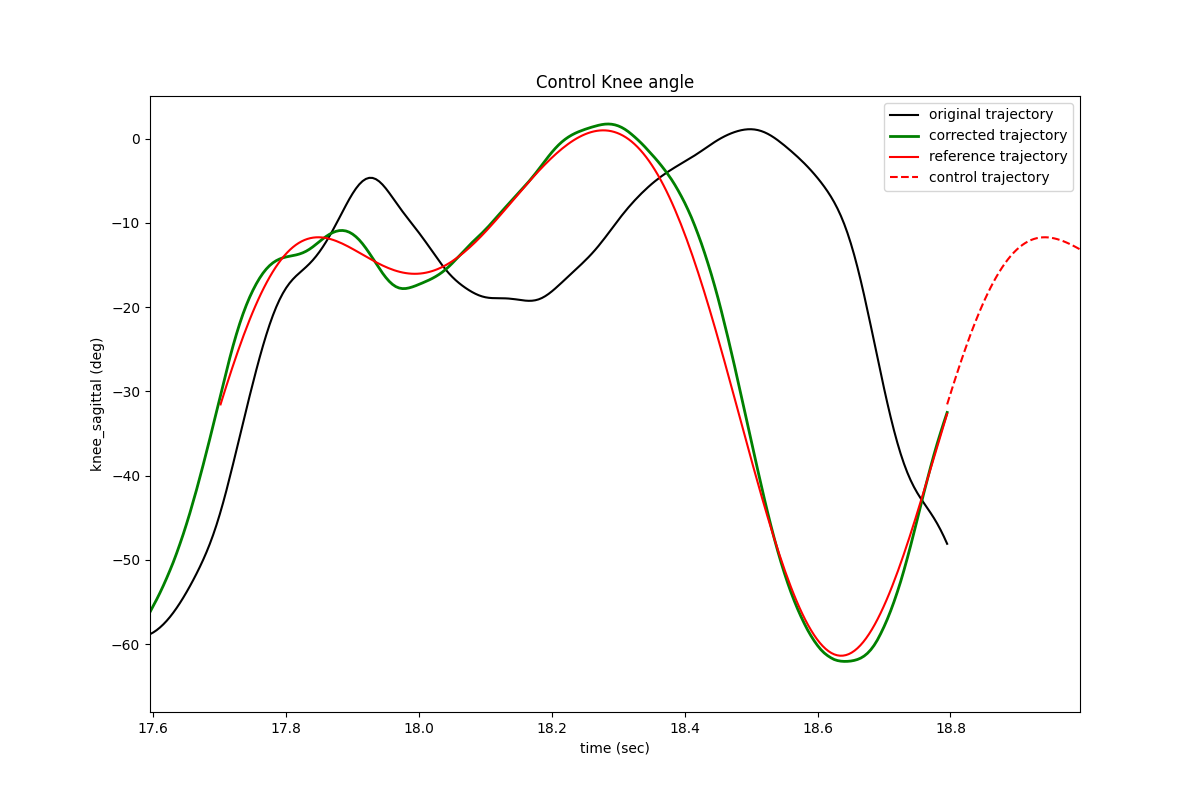 Control Knee angle
original trajectory
corrected trajectory
reference trajectory
control trajectory
0
−10
−20
−30
−40
−50
−60
knee_sagittal (deg)
17.6 17.8 18.0 18.2 18.4 18.6 18.8
time (sec)